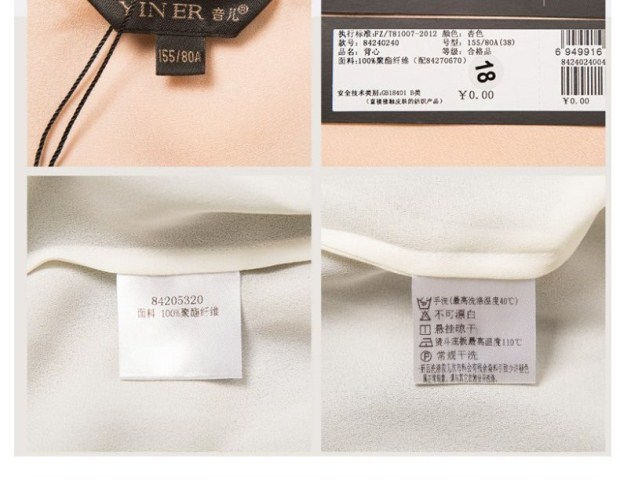 YINER 音儿®
155/80A
执行标准:FZ/T81007-2012 颜色:杏色
款号:84240240 号型:155/80A(38)
品名:背心 等级:合格品
面料:100%聚酯纤维 (配84270670)
18
¥0.00
安全技术类别:GB18401 B类
(直接接触皮肤的纺织产品)
6 949916
8424024004
¥0.00
84205320
面料 100%聚酯纤维
手洗(最高洗涤温度40℃)
不可漂白
悬挂晾干
熨斗底板最高温度110℃
常规干洗